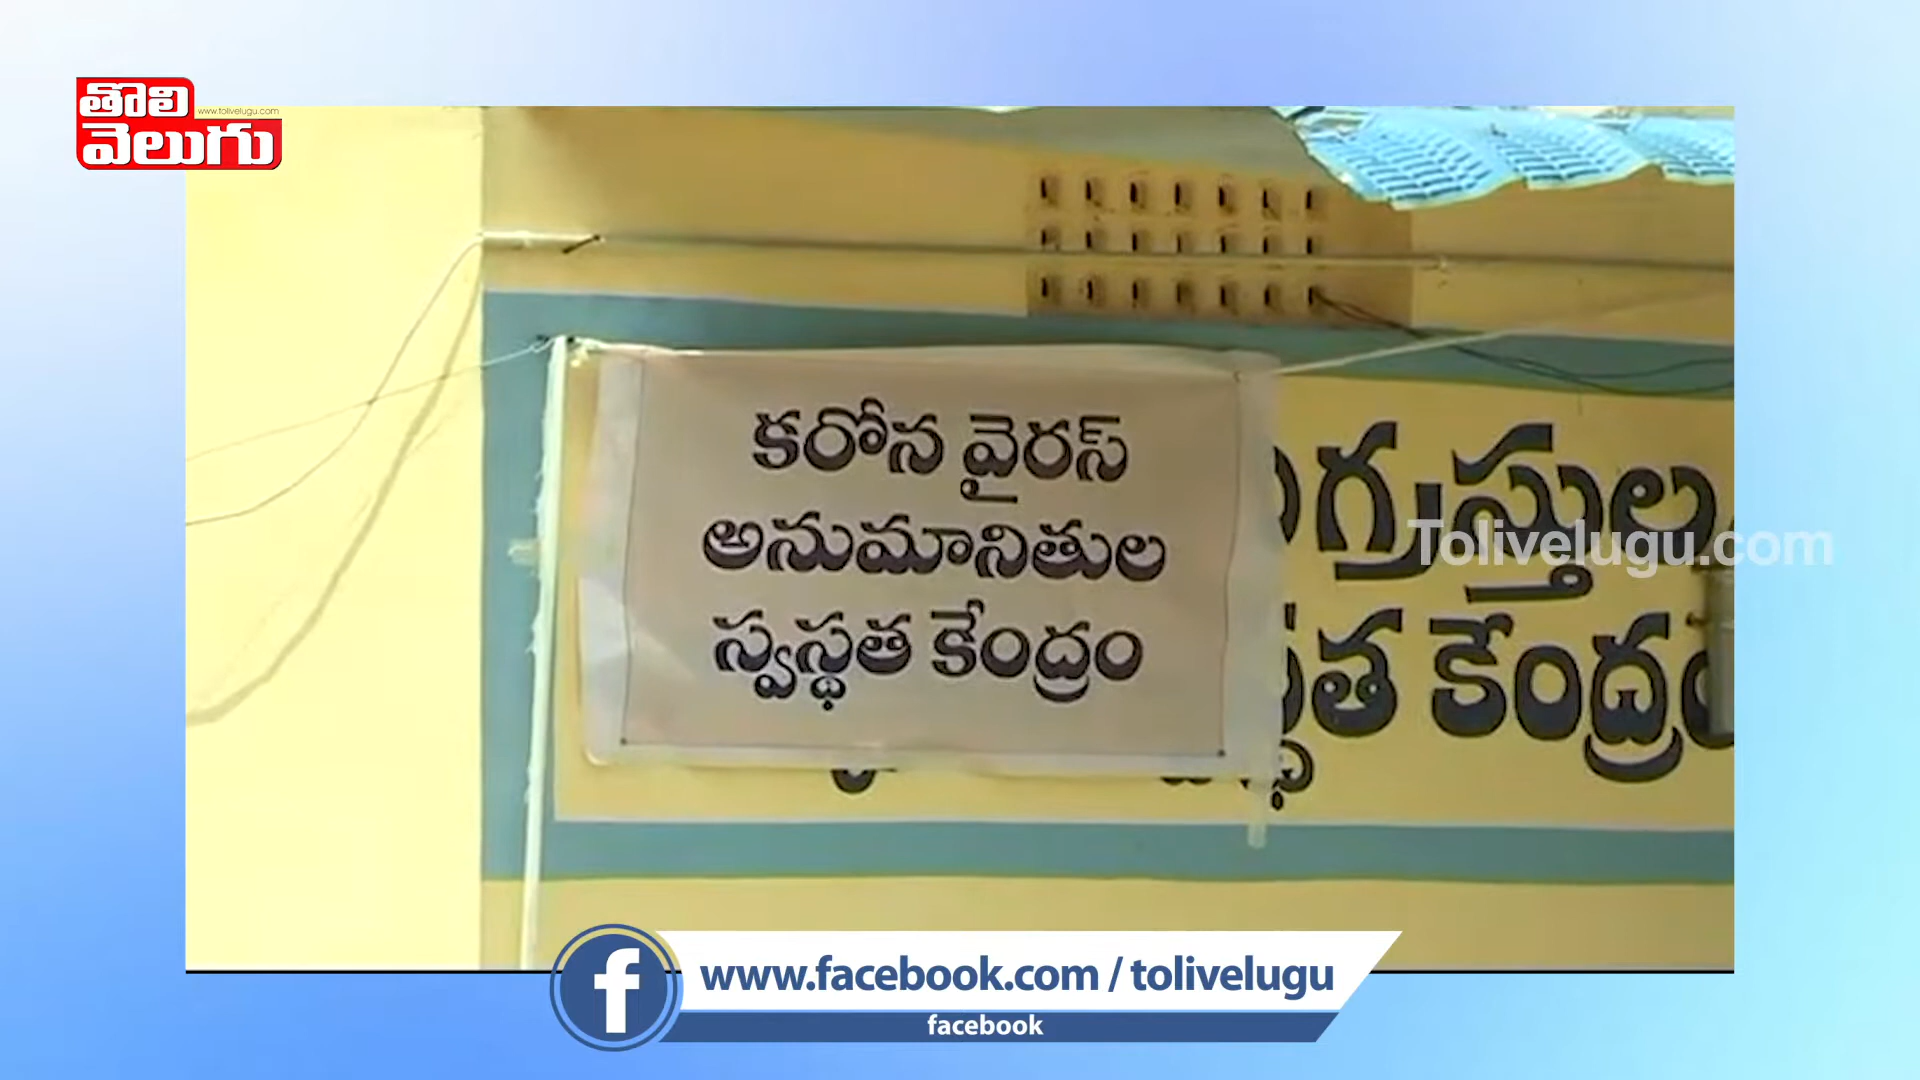 తొలి
www.tolivelugu.com
వెలుగు
కరోన వైరస్
అనుమానితుల
స్వస్థత కేంద్రం
గ్రస్తుల
కేంద్రం
Tolivelugu.com
www.facebook.com / tolivelugu
facebook